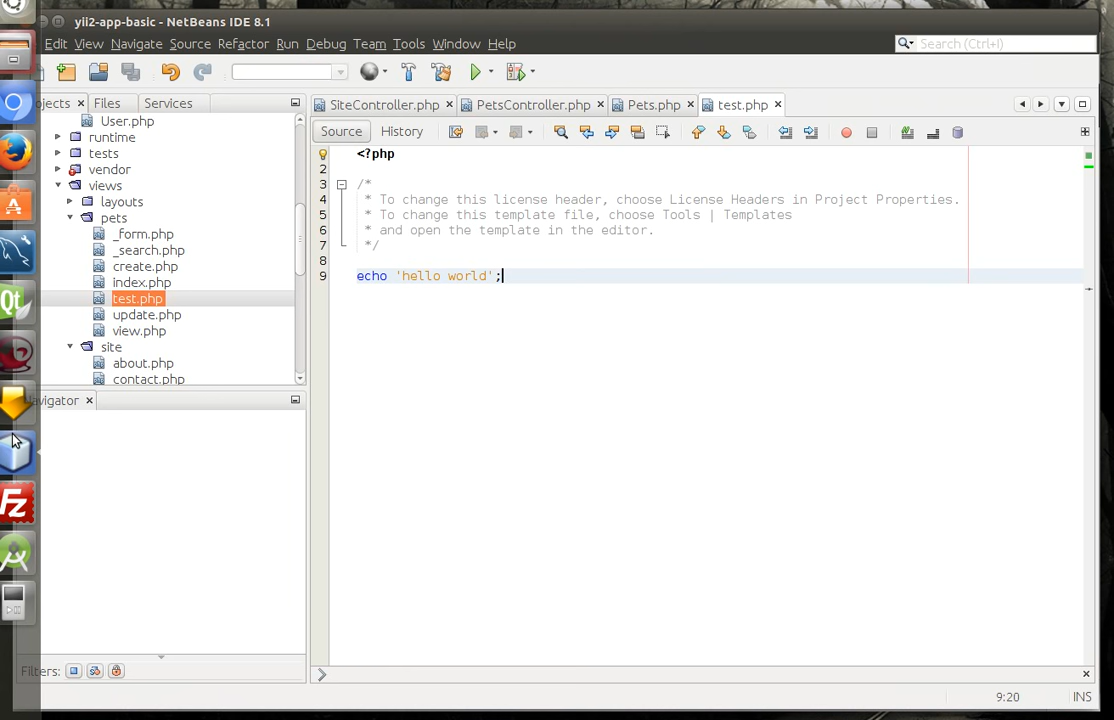 yii2-app-basic - NetBeans IDE 8.1
Edit View Navigate Source Refactor Run Debug Team Tools Window Help
Search (Ctrl+I)
ojects Files Services
SiteController.php PetsController.php Pets.php test.php
Source History
User.php
runtime
tests
vendor
views
layouts
pets
_form.php
_search.php
create.php
index.php
test.php
update.php
view.php
site
about.php
contact.php
avigator
Filters:
1 <?php
2
3 /*
4 * To change this license header, choose License Headers in Project Properties.
5 * To change this template file, choose Tools | Templates
6 * and open the template in the editor.
7 */
8
9 echo 'hello world';
Qt
Fz
9:20 INS